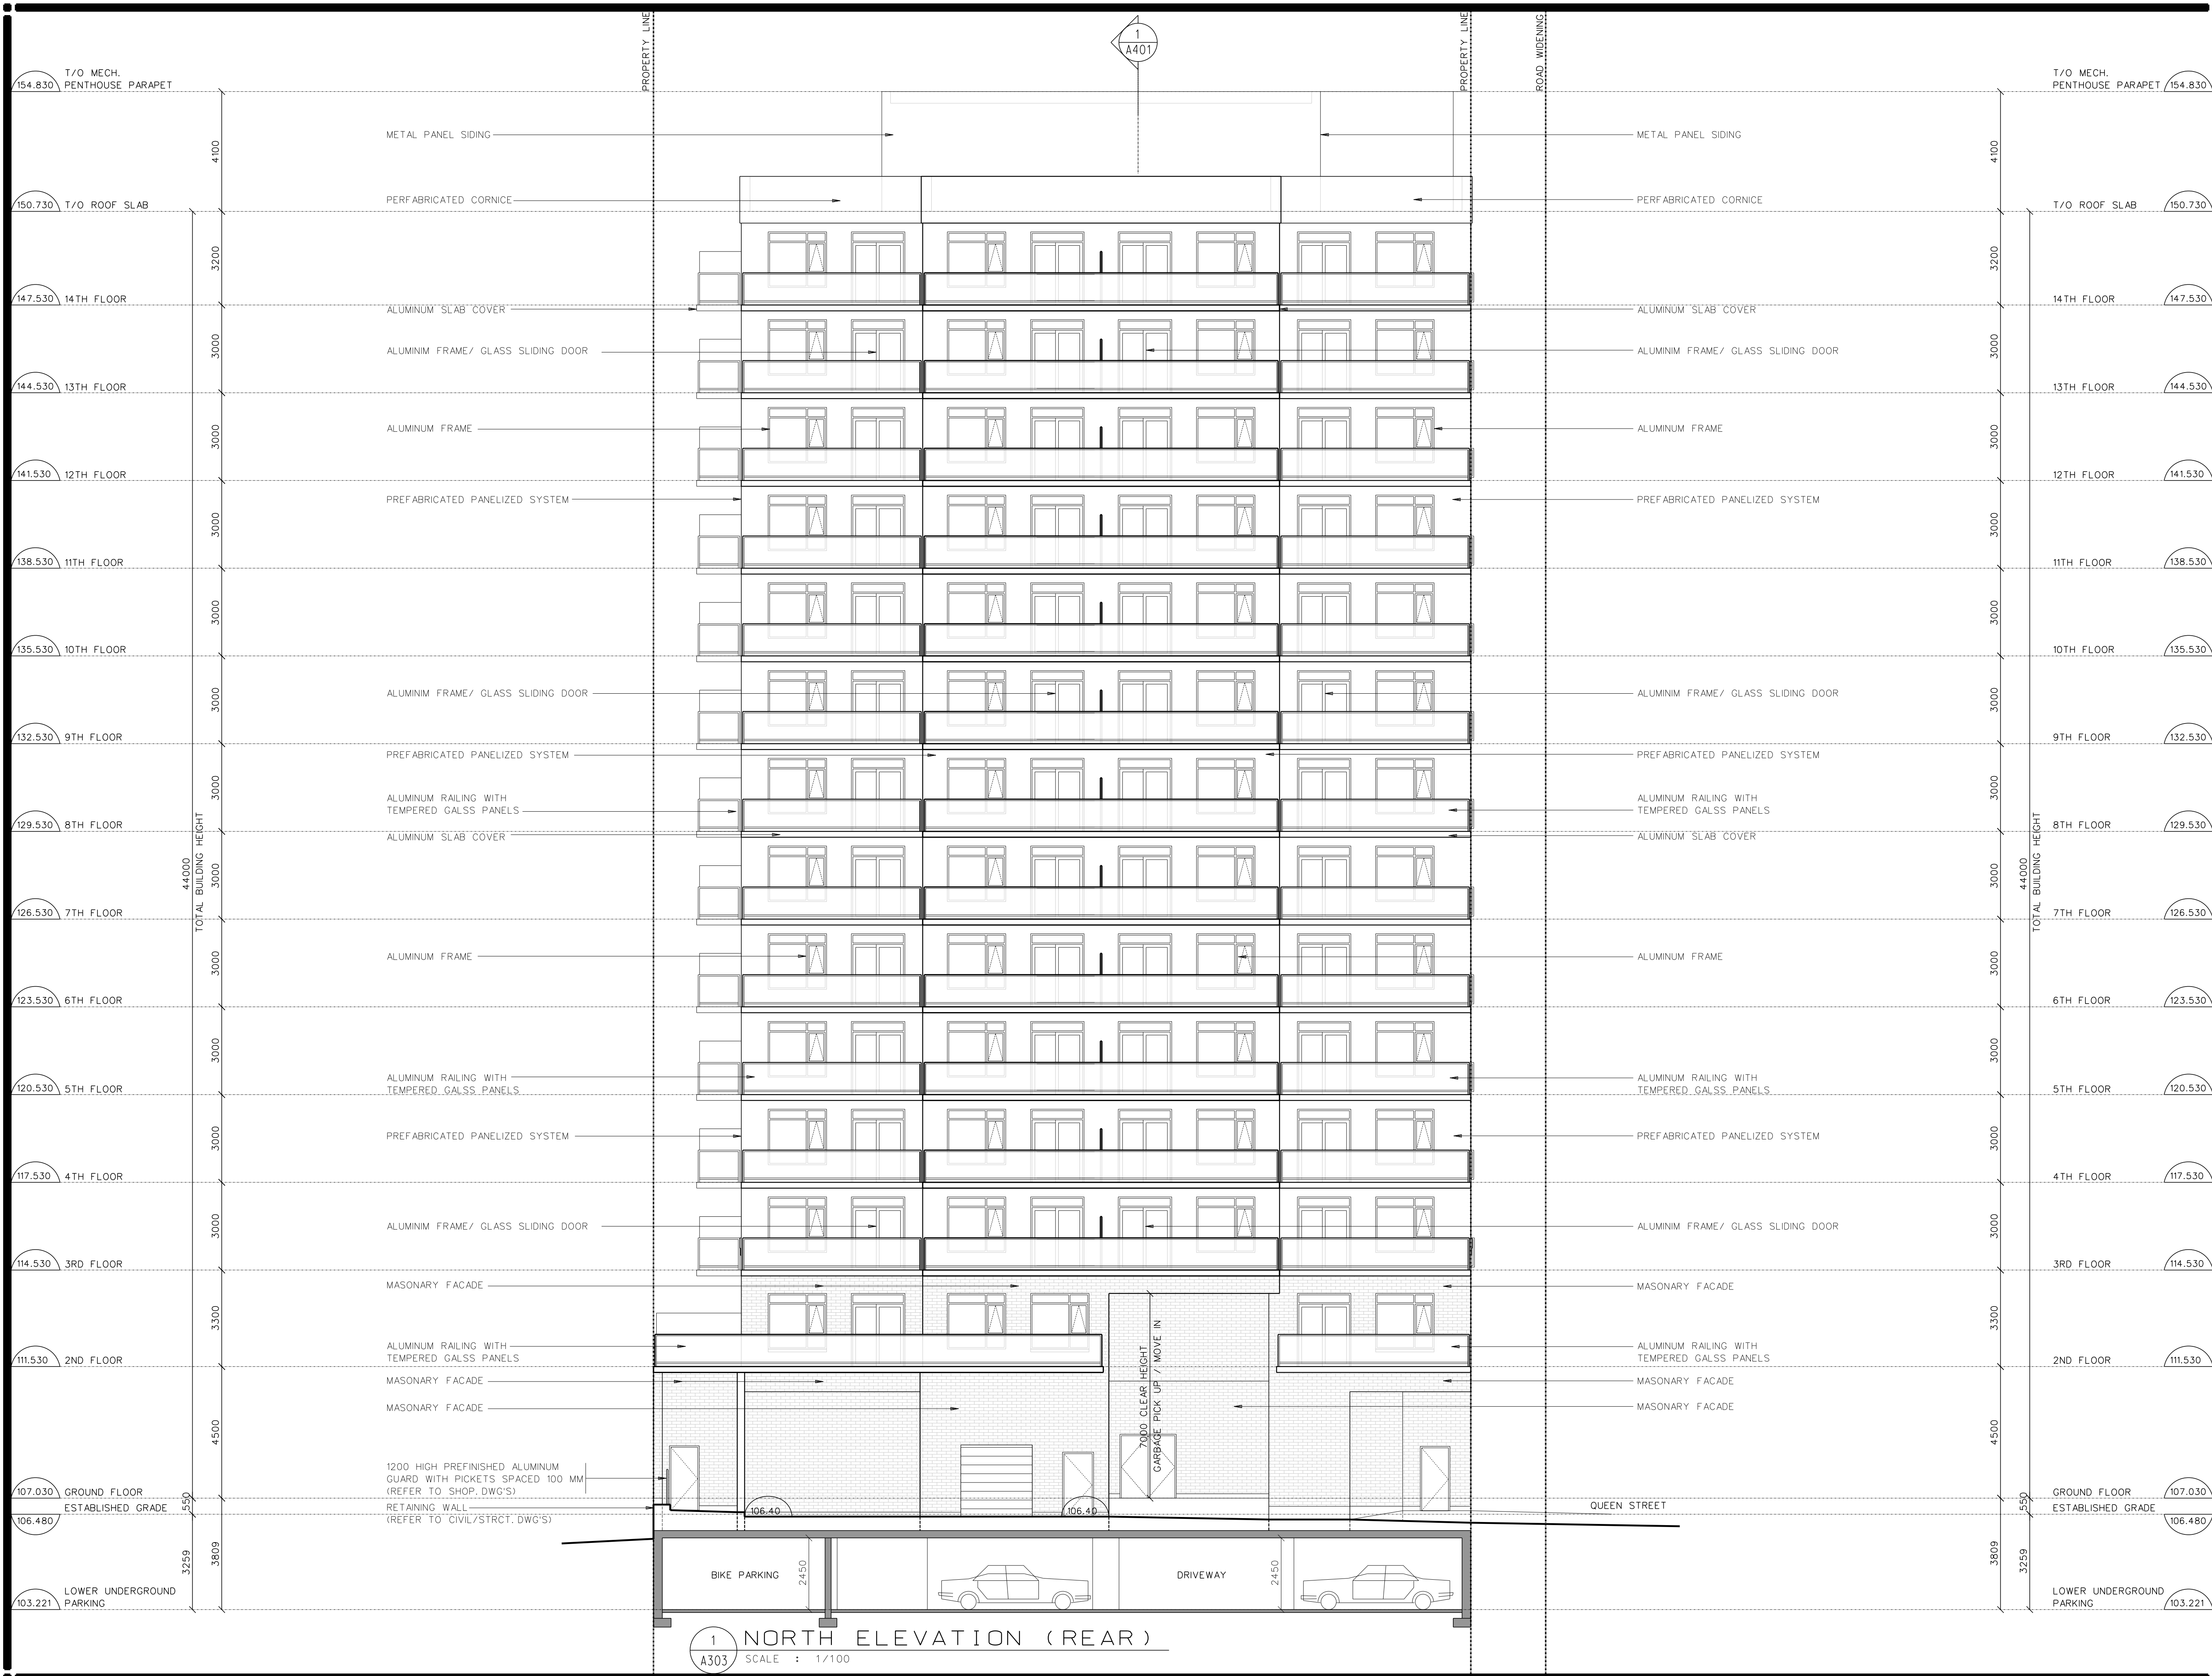 PROPERTY LINE
PROPERTY LINE
ROAD WIDENING
1
A401
154.830
T/O MECH.
PENTHOUSE PARAPET
T/O MECH.
PENTHOUSE PARAPET
154.830
METAL PANEL SIDING
METAL PANEL SIDING
4100
4100
PERFABRICATED CORNICE
PERFABRICATED CORNICE
150.730 T/O ROOF SLAB
T/O ROOF SLAB 150.730
3200
3200
147.530 14TH FLOOR
14TH FLOOR 147.530
ALUMINUM SLAB COVER
ALUMINUM SLAB COVER
3000
ALUMINIM FRAME/ GLASS SLIDING DOOR
ALUMINIM FRAME/ GLASS SLIDING DOOR
3000
144.530 13TH FLOOR
13TH FLOOR 144.530
3000
ALUMINUM FRAME
ALUMINUM FRAME
3000
141.530 12TH FLOOR
12TH FLOOR 141.530
PREFABRICATED PANELIZED SYSTEM
PREFABRICATED PANELIZED SYSTEM
3000
3000
138.530 11TH FLOOR
11TH FLOOR 138.530
3000
3000
135.530 10TH FLOOR
10TH FLOOR 135.530
3000
ALUMINIM FRAME/ GLASS SLIDING DOOR
ALUMINIM FRAME/ GLASS SLIDING DOOR
3000
132.530 9TH FLOOR
9TH FLOOR 132.530
PREFABRICATED PANELIZED SYSTEM
PREFABRICATED PANELIZED SYSTEM
3000
3000
ALUMINUM RAILING WITH
TEMPERED GALSS PANELS
ALUMINUM RAILING WITH
TEMPERED GALSS PANELS
129.530 8TH FLOOR
8TH FLOOR 129.530
ALUMINUM SLAB COVER
ALUMINUM SLAB COVER
44000
TOTAL BUILDING HEIGHT
3000
3000
44000
TOTAL BUILDING HEIGHT
126.530 7TH FLOOR
7TH FLOOR 126.530
3000
ALUMINUM FRAME
ALUMINUM FRAME
3000
123.530 6TH FLOOR
6TH FLOOR 123.530
3000
3000
ALUMINUM RAILING WITH
TEMPERED GALSS PANELS
ALUMINUM RAILING WITH
TEMPERED GALSS PANELS
120.530 5TH FLOOR
5TH FLOOR 120.530
3000
PREFABRICATED PANELIZED SYSTEM
PREFABRICATED PANELIZED SYSTEM
3000
117.530 4TH FLOOR
4TH FLOOR 117.530
3000
ALUMINIM FRAME/ GLASS SLIDING DOOR
ALUMINIM FRAME/ GLASS SLIDING DOOR
3000
114.530 3RD FLOOR
3RD FLOOR 114.530
MASONARY FACADE
MASONARY FACADE
3300
3300
ALUMINUM RAILING WITH
TEMPERED GALSS PANELS
ALUMINUM RAILING WITH
TEMPERED GALSS PANELS
111.530 2ND FLOOR
2ND FLOOR 111.530
MASONARY FACADE
MASONARY FACADE
7000 CLEAR HEIGHT
GARBAGE PICK UP / MOVE IN
MASONARY FACADE
MASONARY FACADE
4500
4500
1200 HIGH PREFINISHED ALUMINUM
GUARD WITH PICKETS SPACED 100 MM
(REFER TO SHOP. DWG'S)
107.030 GROUND FLOOR
GROUND FLOOR 107.030
550
550
ESTABLISHED GRADE
106.480
RETAINING WALL
(REFER TO CIVIL/STRCT. DWG'S)
106.40
106.40
QUEEN STREET
ESTABLISHED GRADE
106.480
3259
3809
BIKE PARKING
2450
DRIVEWAY
2450
3809
3259
103.221
LOWER UNDERGROUND
PARKING
LOWER UNDERGROUND
PARKING
103.221
1
A303
NORTH ELEVATION (REAR)
SCALE : 1/100